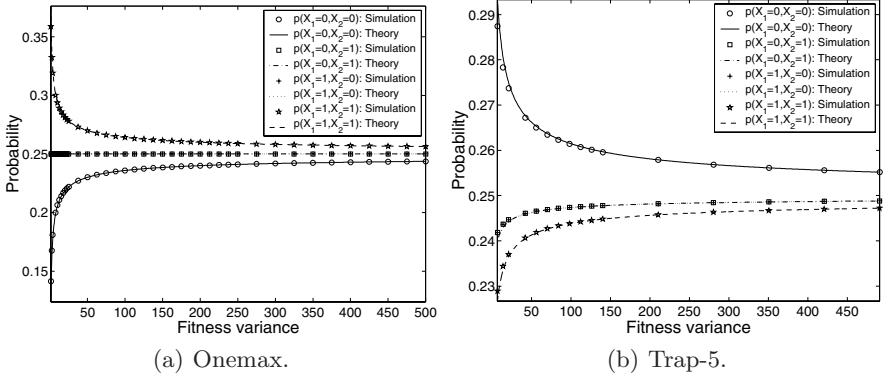 0.35
0.3
0.25
0.2
0.15
Probability
50 100 150 200 250 300 350 400 450 500
Fitness variance
p(X1=0,X2=0): Simulation
p(X1=0,X2=0): Theory
p(X1=0,X2=1): Simulation
p(X1=0,X2=1): Theory
p(X1=1,X2=0): Simulation
p(X1=1,X2=0): Theory
p(X1=1,X2=1): Simulation
p(X1=1,X2=1): Theory
(a) Onemax.
0.29
0.28
0.27
0.26
0.25
0.24
0.23
Probability
50 100 150 200 250 300 350 400 450
Fitness variance
p(X1=0,X2=0): Simulation
p(X1=0,X2=0): Theory
p(X1=0,X2=1): Simulation
p(X1=0,X2=1): Theory
p(X1=1,X2=0): Simulation
p(X1=1,X2=0): Theory
p(X1=1,X2=1): Simulation
p(X1=1,X2=1): Theory
(b) Trap-5.